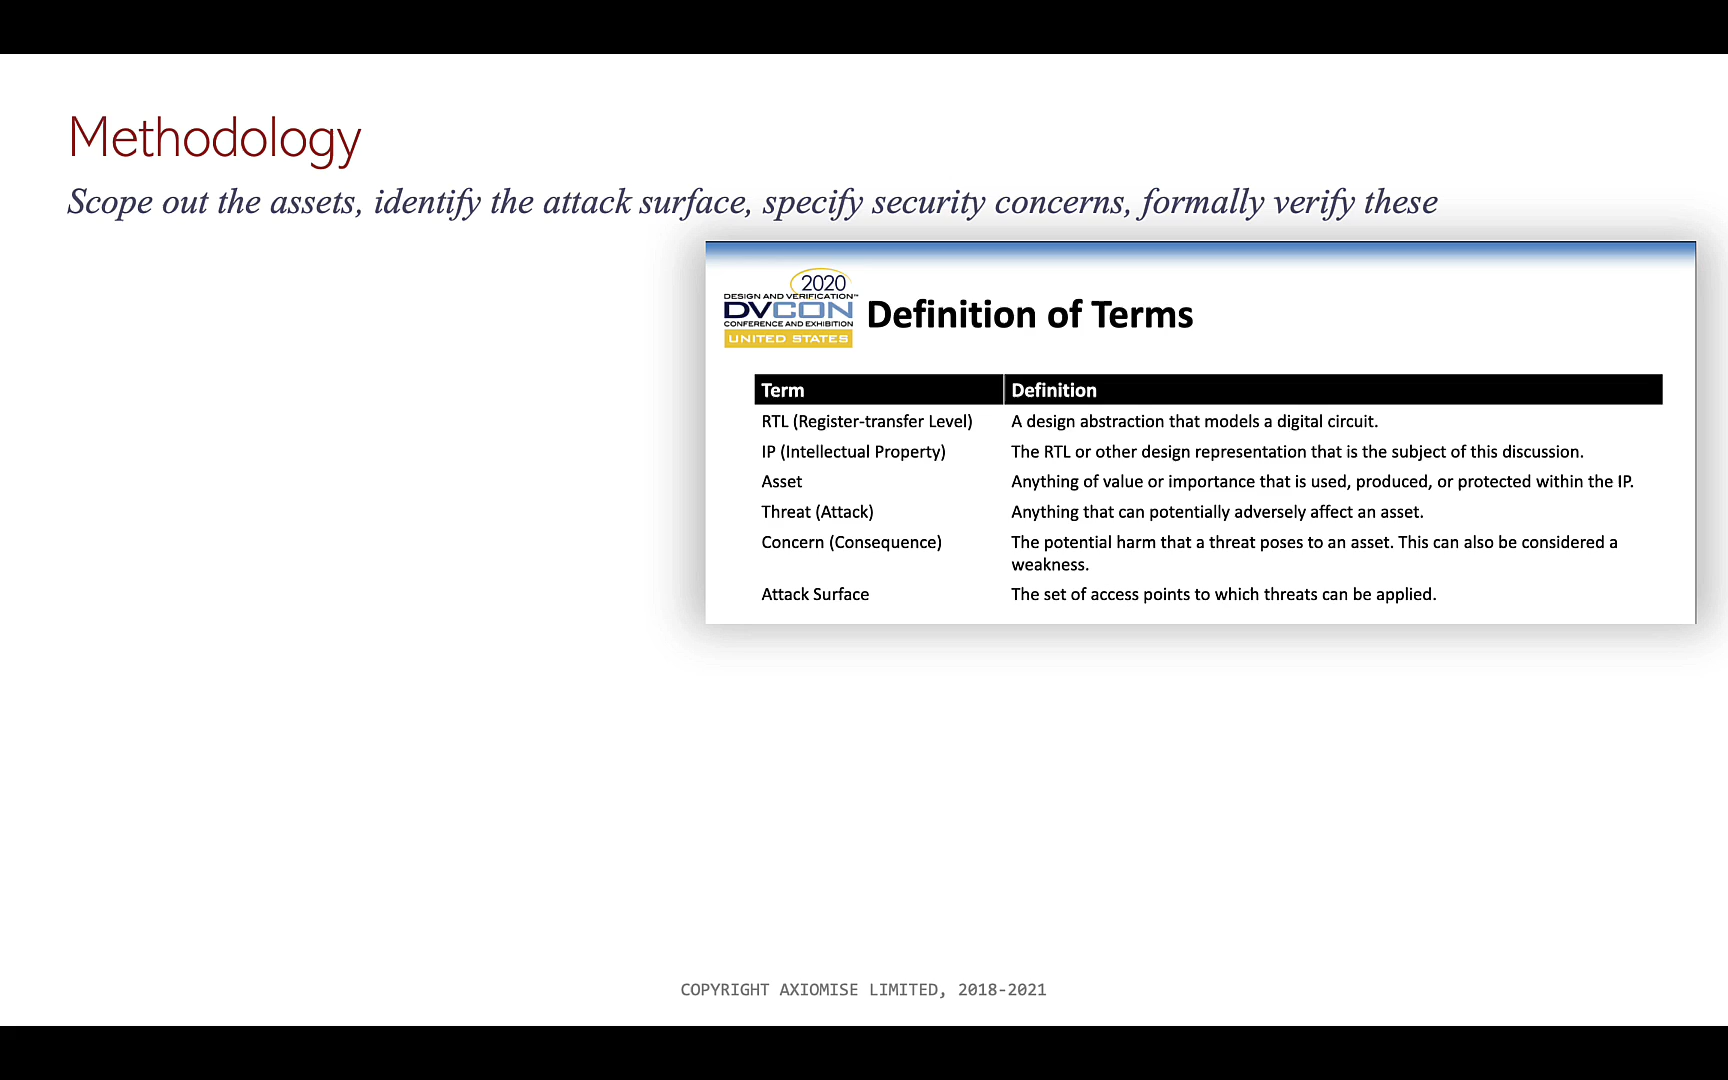 Methodology
Scope out the assets, identify the attack surface, specify security concerns, formally verify these
2020
DESIGN AND VERIFICATION™
DVCON
CONFERENCE AND EXHIBITION
UNITED STATES
Definition of Terms
Term Definition
RTL (Register-transfer Level) A design abstraction that models a digital circuit.
IP (Intellectual Property) The RTL or other design representation that is the subject of this discussion.
Asset Anything of value or importance that is used, produced, or protected within the IP.
Threat (Attack) Anything that can potentially adversely affect an asset.
Concern (Consequence) The potential harm that a threat poses to an asset. This can also be considered a
weakness.
Attack Surface The set of access points to which threats can be applied.
COPYRIGHT AXIOMISE LIMITED, 2018-2021